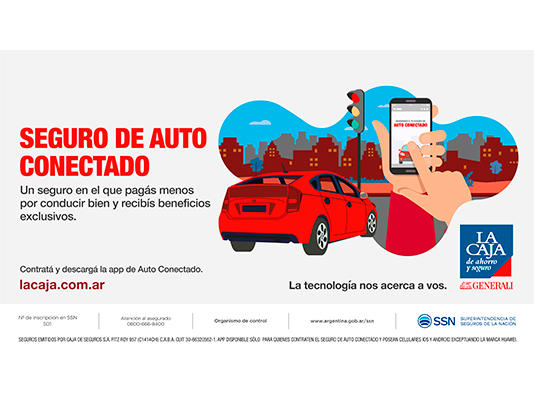 SEGURO DE AUTO
CONECTADO
Un seguro en el que pagás menos
por conducir bien y recibís beneficios
exclusivos.
AUTO CONECTADO
Contratá y descargá la app de Auto Conectado.
lacaja.com.ar
La tecnología nos acerca a vos.
LA
CAJA
de ahorro
y seguro
GENERALI
Nº de inscripción en SSN
501
Atención al asegurado
0800-666-8400
Organismo de control
www.argentina.gob.ar/ssn
SSN
SUPERINTENDENCIA DE
SEGUROS DE LA NACIÓN
SEGUROS EMITIDOS POR CAJA DE SEGUROS S.A. FITZ ROY 957 (C1414CHI) C.A.B.A. CUIT 30-66320562-1. APP DISPONIBLE SÓLO PARA QUIENES CONTRATEN EL SEGURO DE AUTO CONECTADO Y POSEAN CELULARES IOS Y ANDROID EXCEPTUANDO LA MARCA HUAWEI.